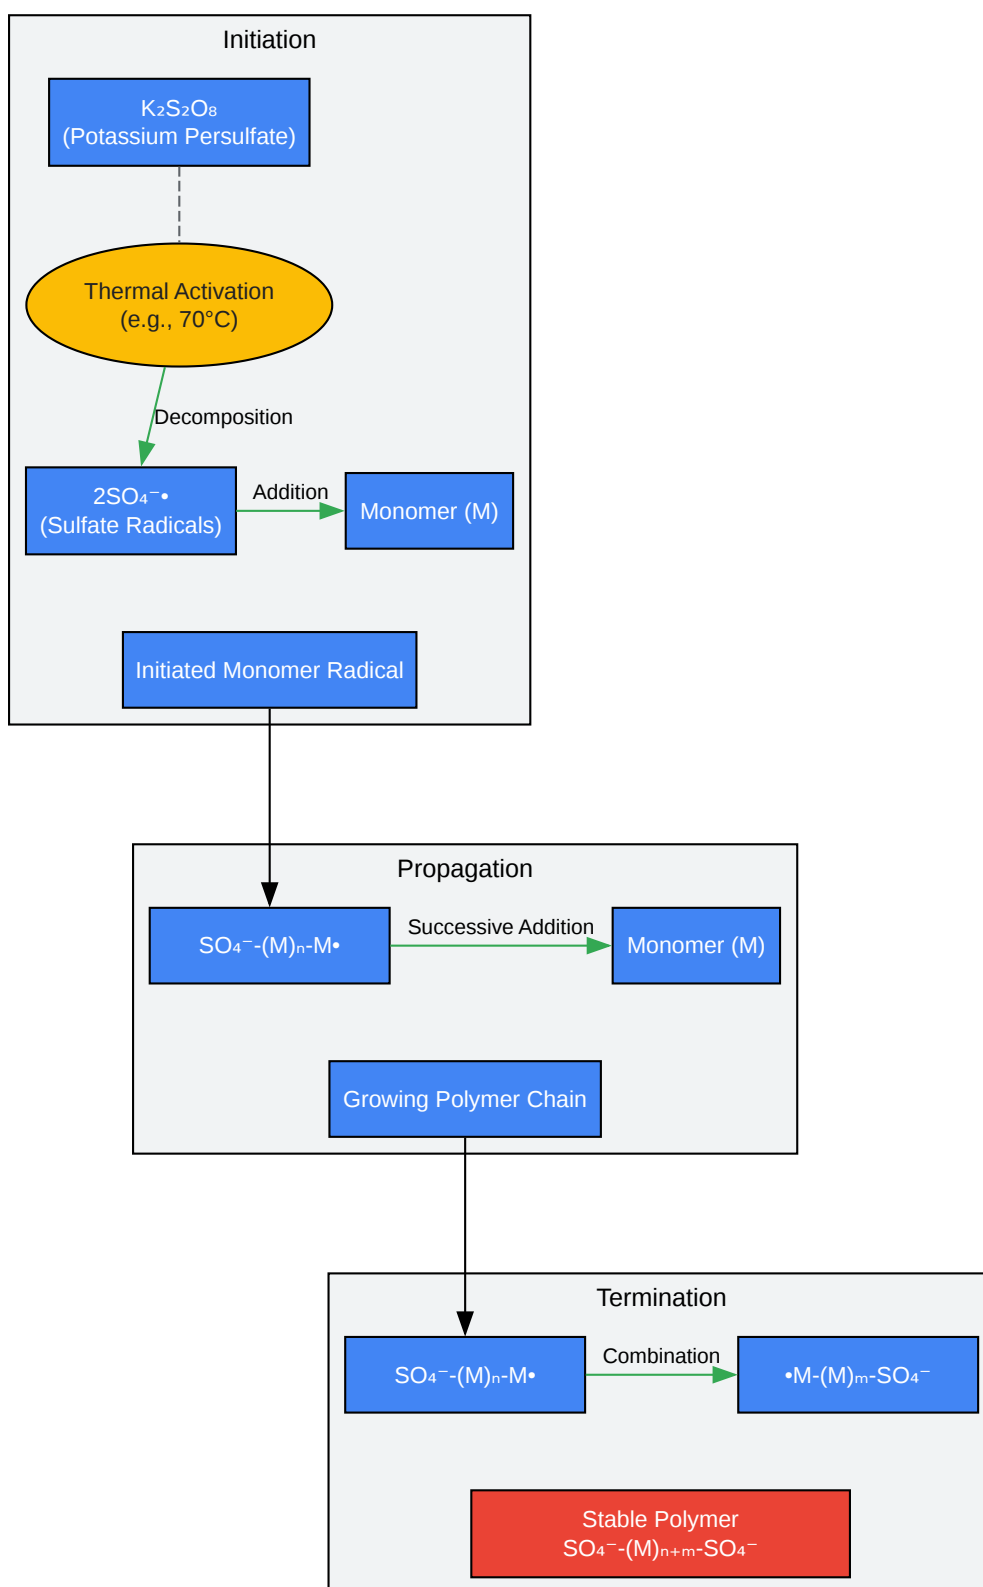 Initiation
K₂S₂O₈
(Potassium Persulfate)
Thermal Activation
(e.g., 70°C)
Decomposition
2SO₄⁻•
(Sulfate Radicals)
Addition
Monomer (M)
Initiated Monomer Radical
Propagation
SO₄⁻-(M)ₙ-M•
Successive Addition
Monomer (M)
Growing Polymer Chain
Termination
SO₄⁻-(M)ₙ-M•
Combination
•M-(M)ₘ-SO₄⁻
Stable Polymer
SO₄⁻-(M)ₙ₊ₘ-SO₄⁻